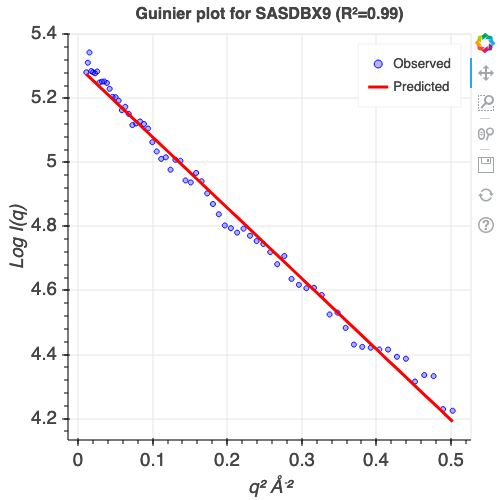 Guinier plot for SASDBX9 (R²=0.99)
Observed
Predicted
5.4
5.2
5
4.8
4.6
4.4
4.2
Log I(q)
0
0.1
0.2
0.3
0.4
0.5
q² Å⁻²